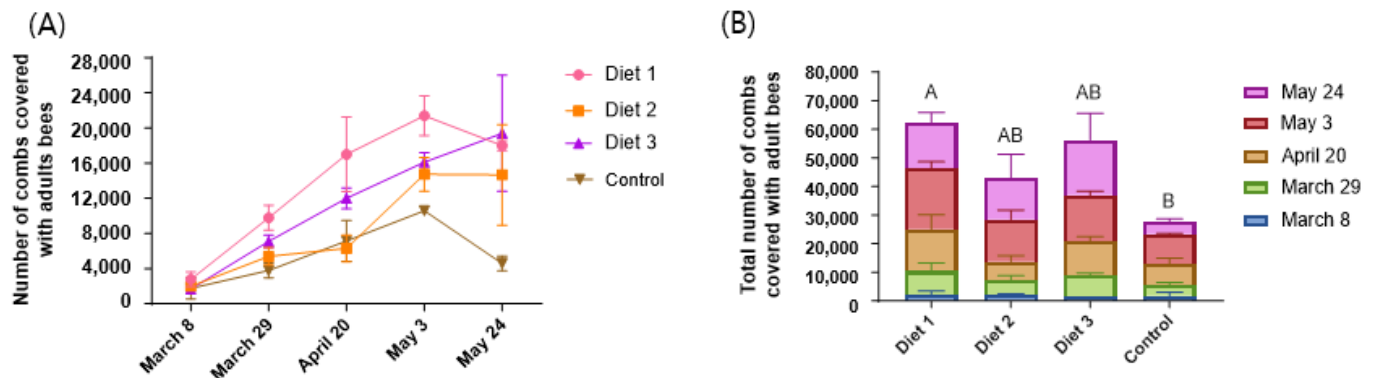 (A)
Number of combs covered
with adults bees
28,000
24,000
20,000
16,000
12,000
8,000
4,000
0
March 8
March 29
April 20
May 3
May 24
Diet 1
Diet 2
Diet 3
Control
(B)
Total number of combs
covered with adult bees
80,000
70,000
60,000
50,000
40,000
30,000
20,000
10,000
0
A
AB
AB
B
Diet 1
Diet 2
Diet 3
Control
May 24
May 3
April 20
March 29
March 8